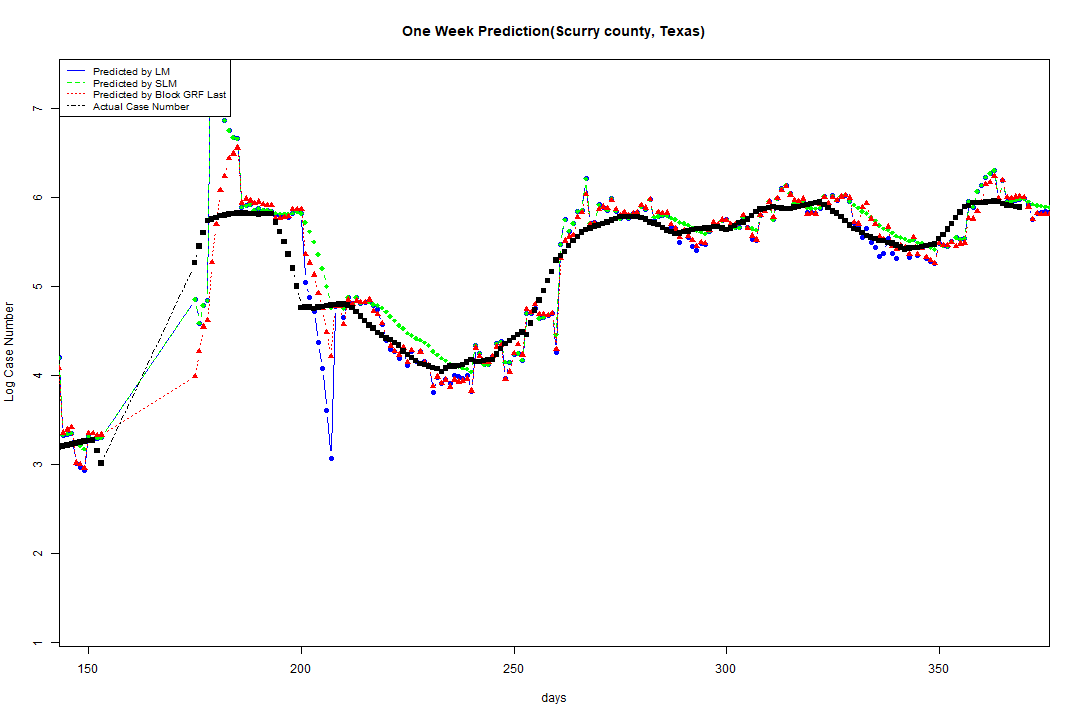 One Week Prediction(Scurry county, Texas)
Predicted by LM
Predicted by SLM
Predicted by Block GRF Last
Actual Case Number
7
6
5
4
3
2
1
Log Case Number
150 200 250 300 350
days